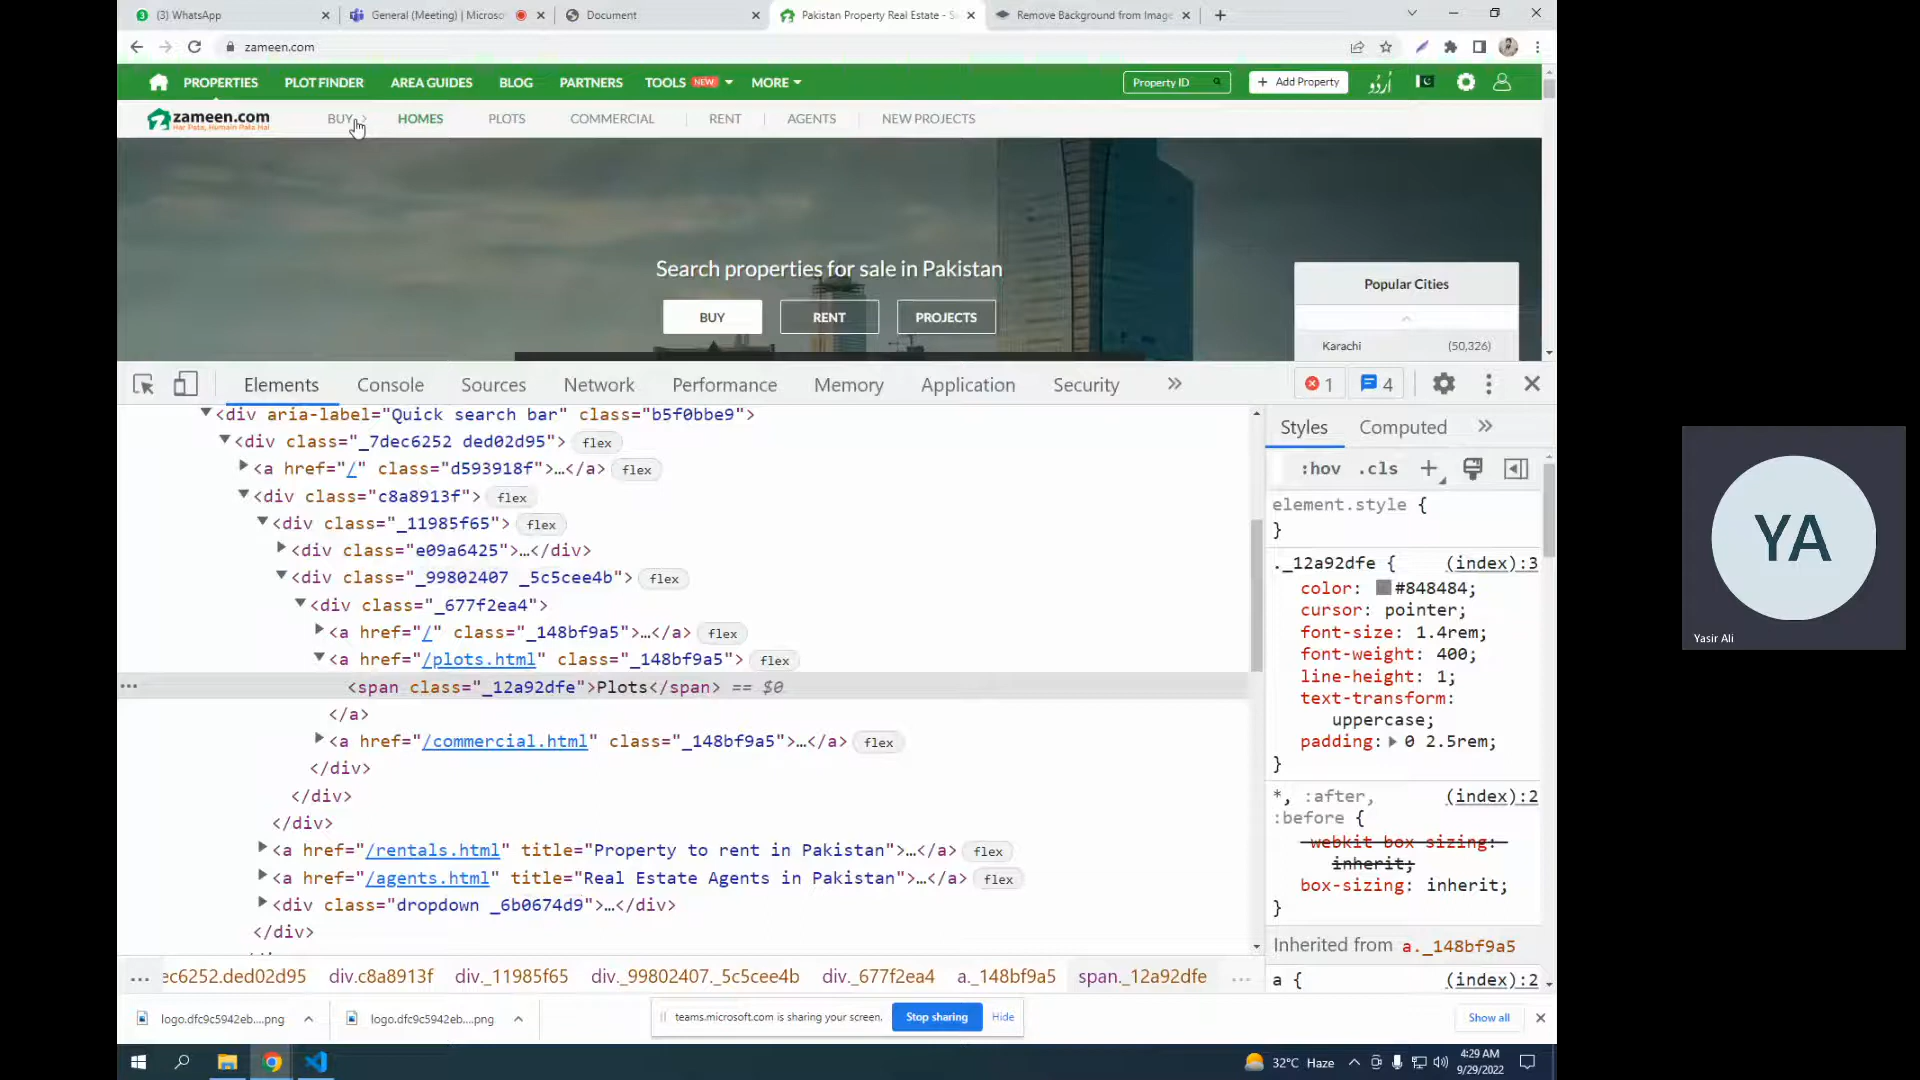 (3) WhatsApp
General (Meeting) | Microso
Document
Pakistan Property Real Estate - S
Remove Background from Image
zameen.com
PROPERTIES PLOT FINDER AREA GUIDES BLOG PARTNERS TOOLS NEW MORE
Property ID
+ Add Property
اُردُو
zameen.com
Har Pata, Humain Pata Hai
BUY HOMES PLOTS COMMERCIAL RENT AGENTS NEW PROJECTS
Search properties for sale in Pakistan
BUY RENT PROJECTS
Popular Cities
Karachi (50,326)
Elements Console Sources Network Performance Memory Application Security
1
4
<div aria-label="Quick search bar" class="b5f0bbe9">
<div class="_7dec6252 ded02d95"> flex
<a href="/" class="d593918f">…</a> flex
<div class="c8a8913f"> flex
<div class="_11985f65"> flex
<div class="e09a6425">…</div>
<div class="_99802407 _5c5cee4b"> flex
<div class="_677f2ea4">
<a href="/" class="_148bf9a5">…</a> flex
<a href="/plots.html" class="_148bf9a5"> flex
<span class="_12a92dfe">Plots</span> == $0
</a>
<a href="/commercial.html" class="_148bf9a5">…</a> flex
</div>
</div>
</div>
<a href="/rentals.html" title="Property to rent in Pakistan">…</a> flex
<a href="/agents.html" title="Real Estate Agents in Pakistan">…</a> flex
<div class="dropdown _6b0674d9">…</div>
</div>
... ec6252.ded02d95 div.c8a8913f div._11985f65 div._99802407._5c5cee4b div._677f2ea4 a._148bf9a5 span._12a92dfe ...
Styles Computed
:hov .cls +
element.style {
}
._12a92dfe { (index):3
color: #848484;
cursor: pointer;
font-size: 1.4rem;
font-weight: 400;
line-height: 1;
text-transform:
uppercase;
padding: 0 2.5rem;
}
*, :after, (index):2
:before {
-webkit-box-sizing:
inherit;
box-sizing: inherit;
}
Inherited from a._148bf9a5
a { (index):2
logo.dfc9c5942eb....png
logo.dfc9c5942eb....png
teams.microsoft.com is sharing your screen.
Stop sharing
Hide
Show all
32°C Haze
4:29 AM
9/29/2022
YA
Yasir Ali